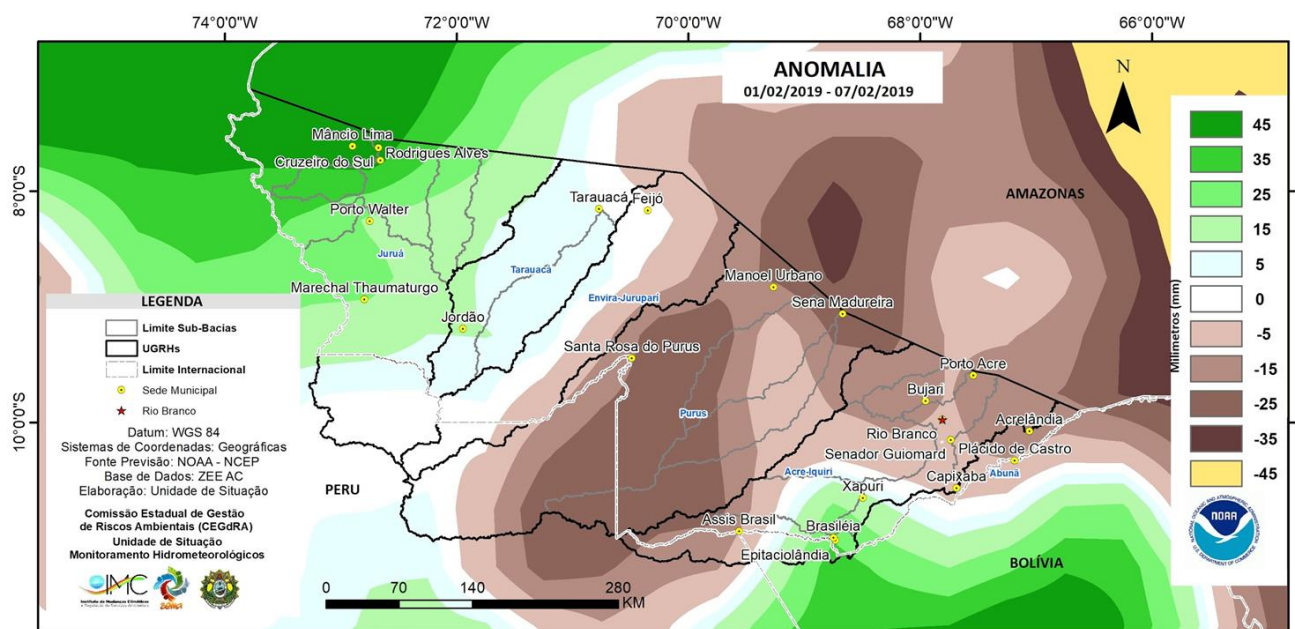 74°0'0"W
72°0'0"W
70°0'0"W
68°0'0"W
66°0'0"W
ANOMALIA
01/02/2019 - 07/02/2019
N
8°0'0"S
10°0'0"S
Mâncio Lima
Rodrigues Alves
Cruzeiro do Sul
Porto Walter
Juruá
Marechal Thaumaturgo
Jordão
Tarauacá
Feijó
Tarauacá
Envira-Jurupari
Manoel Urbano
Sena Madureira
Santa Rosa do Purus
Purus
Porto Acre
Bujari
Acrelândia
Rio Branco
Plácido de Castro
Senador Guiomard
Abunã
Acre-Iquiri
Capixaba
Xapuri
Assis Brasil
Brasiléia
Epitaciolândia
AMAZONAS
BOLÍVIA
PERU
LEGENDA
Limite Sub-Bacias
UGRHs
Limite Internacional
Sede Municipal
Rio Branco
Datum: WGS 84
Sistemas de Coordenadas: Geográficas
Fonte Previsão: NOAA - NCEP
Base de Dados: ZEE AC
Elaboração: Unidade de Situação
Comissão Estadual de Gestão
de Riscos Ambientais (CEGdRA)
Unidade de Situação
Monitoramento Hidrometeorológicos
IMC
SEMA
0
70
140
280
KM
Milímetros (mm)
45
35
25
15
5
0
-5
-15
-25
-35
-45
NOAA